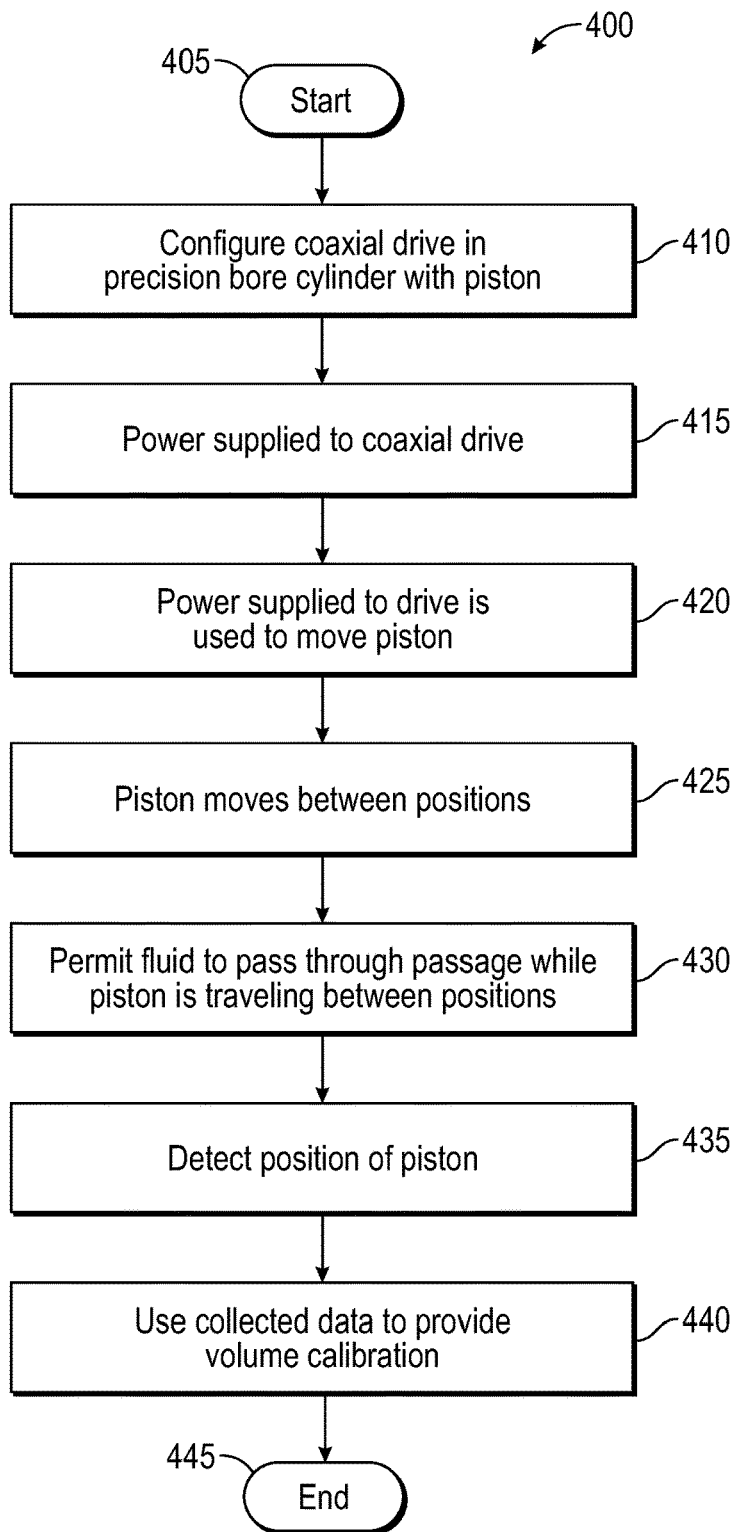 400
405
Start
Configure coaxial drive in
precision bore cylinder with piston
410
Power supplied to coaxial drive
415
Power supplied to drive is
used to move piston
420
Piston moves between positions
425
Permit fluid to pass through passage while
piston is traveling between positions
430
Detect position of piston
435
Use collected data to provide
volume calibration
440
445
End